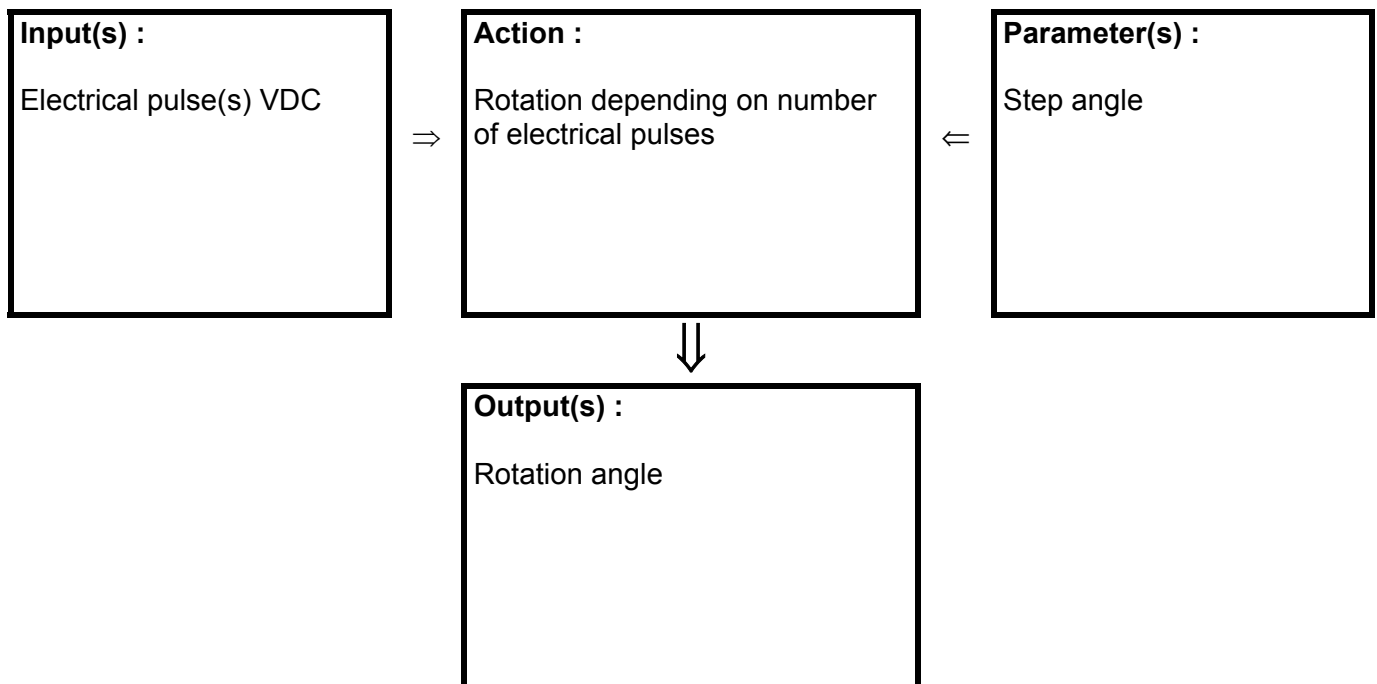 Input(s) :
Electrical pulse(s) VDC
⇒
Action :
Rotation depending on number
of electrical pulses
⇐
Parameter(s) :
Step angle
⇓
Output(s) :
Rotation angle